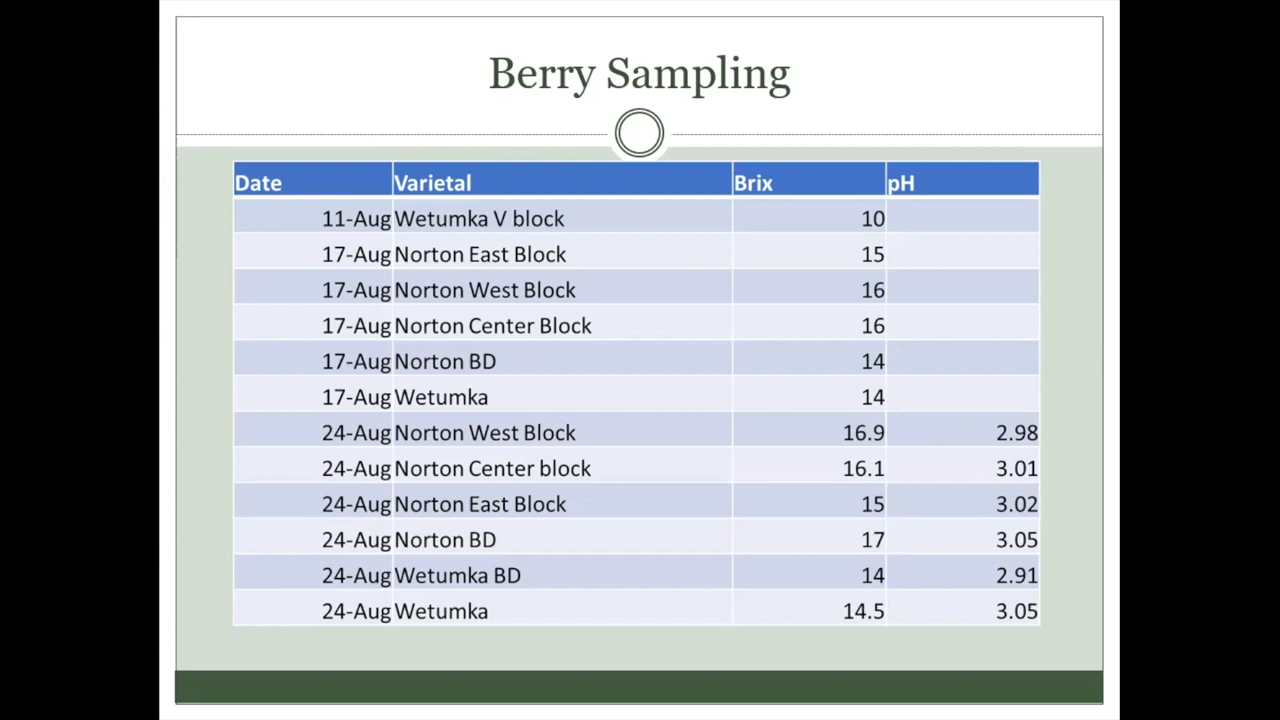 Berry Sampling
Date Varietal Brix pH
11-Aug Wetumka V block 10
17-Aug Norton East Block 15
17-Aug Norton West Block 16
17-Aug Norton Center Block 16
17-Aug Norton BD 14
17-Aug Wetumka 14
24-Aug Norton West Block 16.9 2.98
24-Aug Norton Center block 16.1 3.01
24-Aug Norton East Block 15 3.02
24-Aug Norton BD 17 3.05
24-Aug Wetumka BD 14 2.91
24-Aug Wetumka 14.5 3.05